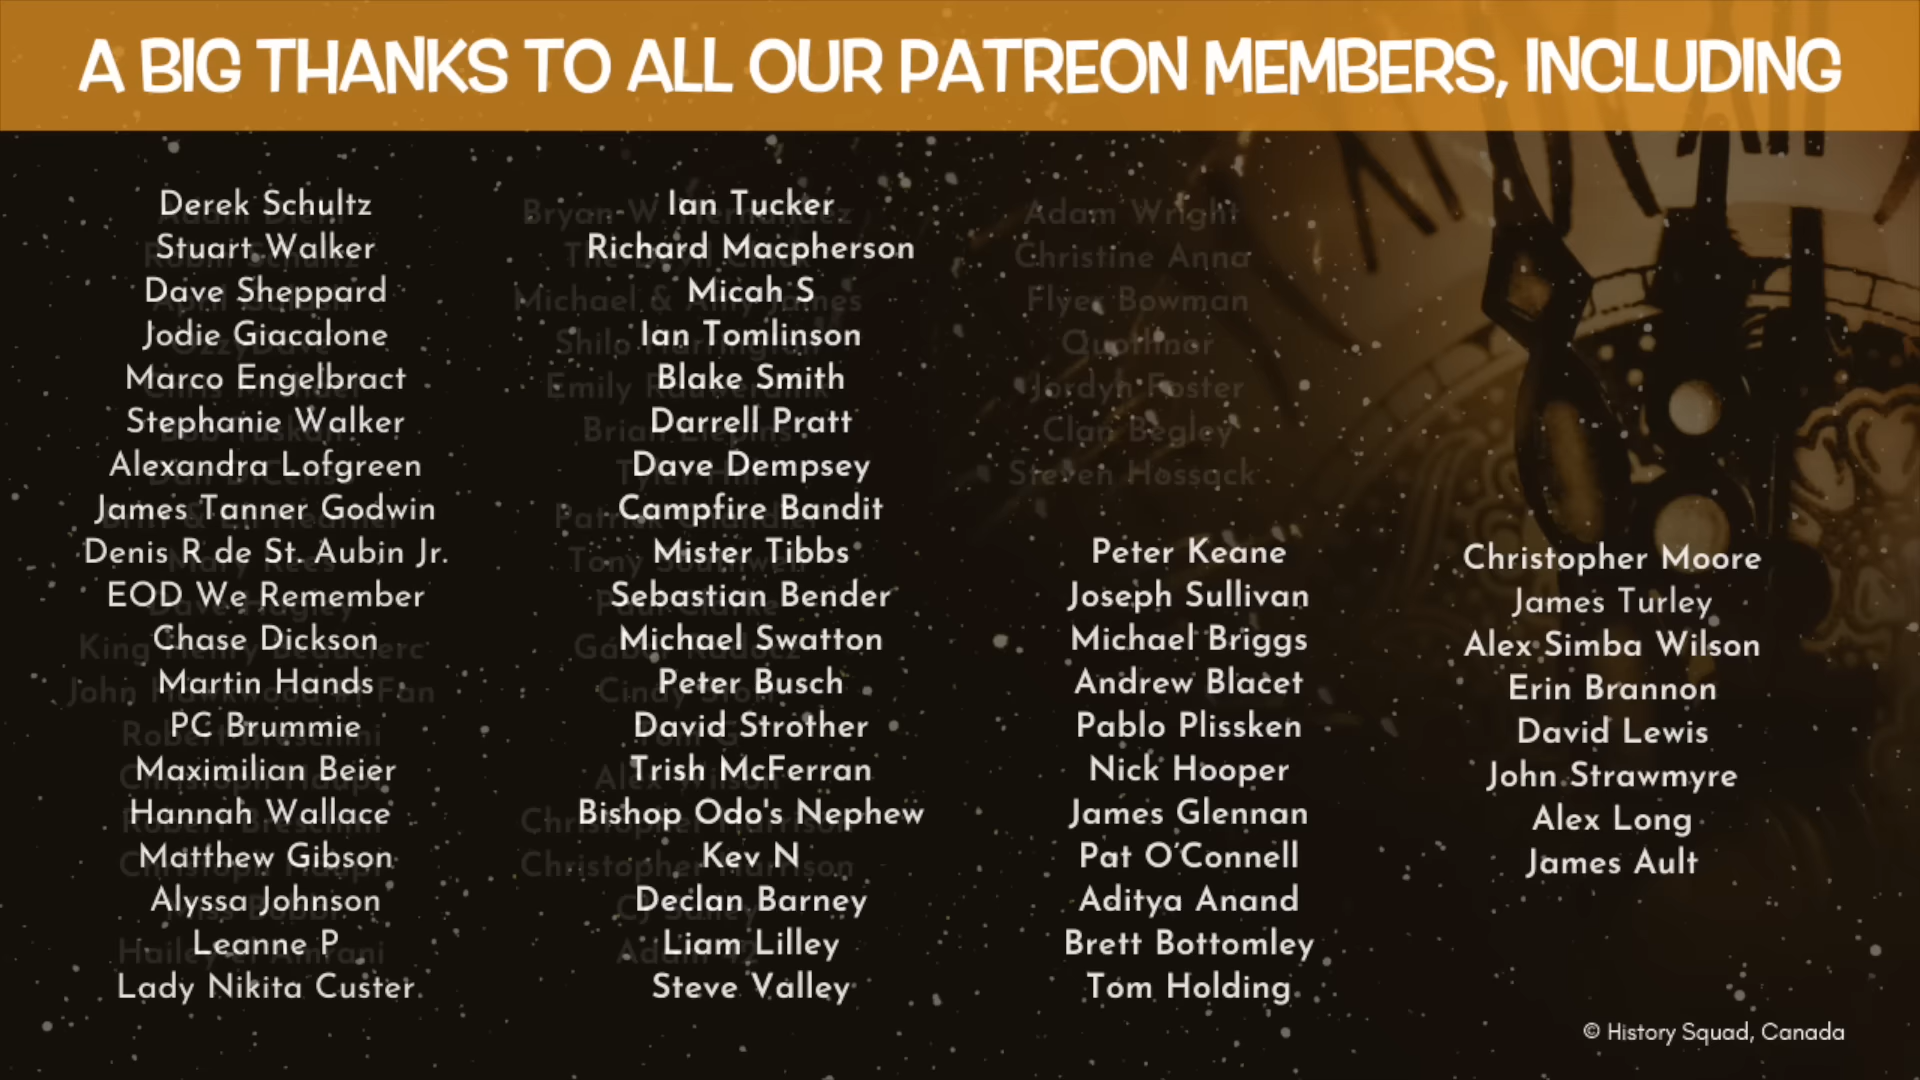 A BIG THANKS TO ALL OUR PATREON MEMBERS, INCLUDING
Derek Schultz
Stuart Walker
Dave Sheppard
Jodie Giacalone
Marco Engelbract
Stephanie Walker
Alexandra Lofgreen
James Tanner Godwin
Denis R de St. Aubin Jr.
EOD We Remember
Chase Dickson
Martin Hands
PC Brummie
Maximilian Beier
Hannah Wallace
Matthew Gibson
Alyssa Johnson
Leanne P
Lady Nikita Custer
Ian Tucker
Richard Macpherson
Micah S
Ian Tomlinson
Blake Smith
Darrell Pratt
Dave Dempsey
Campfire Bandit
Mister Tibbs
Sebastian Bender
Michael Swatton
Peter Busch
David Strother
Trish McFerran
Bishop Odo's Nephew
Kev N
Declan Barney
Liam Lilley
Steve Valley
Adam Wright
Christine Anna
Flyer Bowman
Jordyn Foster
Clan Begley
Steven Hossack
Peter Keane
Joseph Sullivan
Michael Briggs
Andrew Blacet
Pablo Plissken
Nick Hooper
James Glennan
Pat O'Connell
Aditya Anand
Brett Bottomley
Tom Holding
Christopher Moore
James Turley
Alex Simba Wilson
Erin Brannon
David Lewis
John Strawmyre
Alex Long
James Ault
© History Squad, Canada